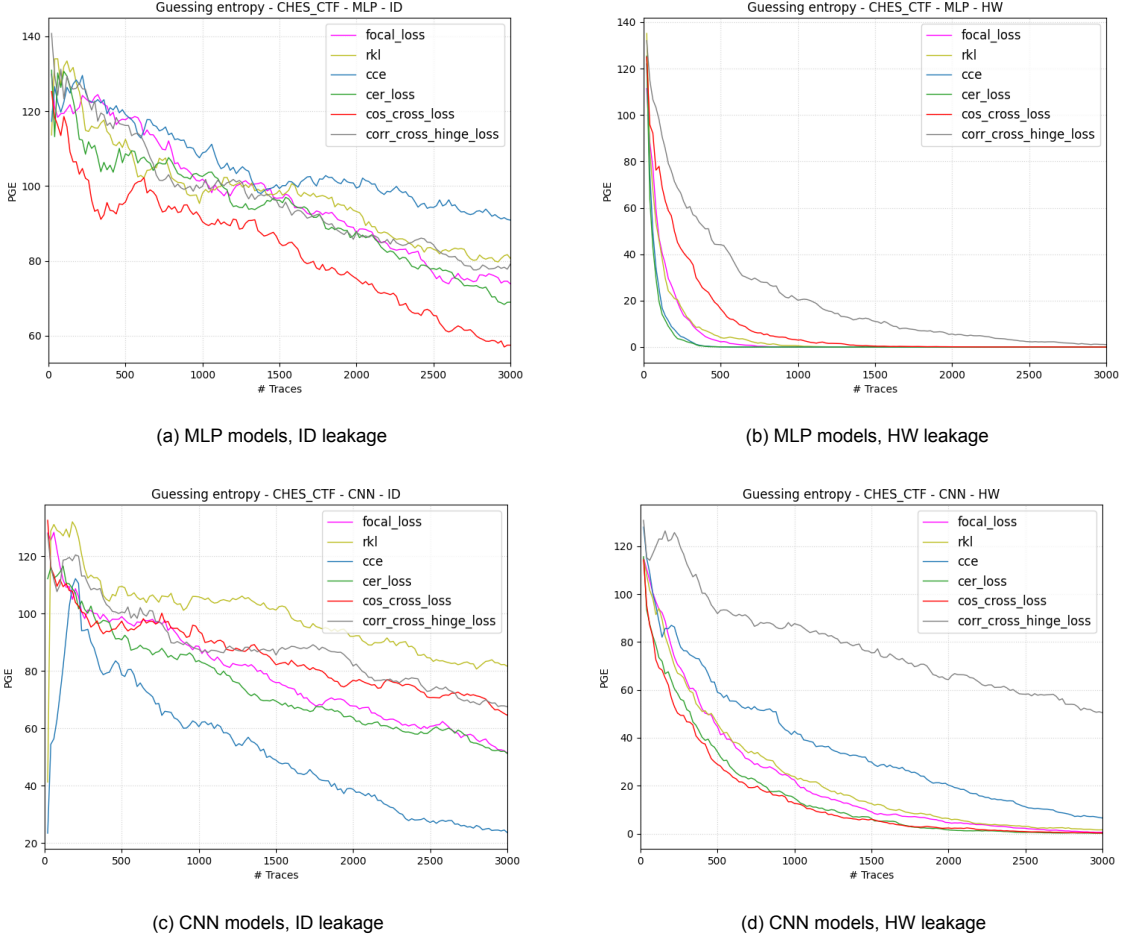 Guessing entropy - CHES_CTF - MLP - ID
focal_loss
rkl
cce
cer_loss
cos_cross_loss
corr_cross_hinge_loss
PGE
140
120
100
80
60
0 500 1000 1500 2000 2500 3000
# Traces
(a) MLP models, ID leakage
Guessing entropy - CHES_CTF - MLP - HW
focal_loss
rkl
cce
cer_loss
cos_cross_loss
corr_cross_hinge_loss
PGE
140
120
100
80
60
40
20
0
0 500 1000 1500 2000 2500 3000
# Traces
(b) MLP models, HW leakage
Guessing entropy - CHES_CTF - CNN - ID
focal_loss
rkl
cce
cer_loss
cos_cross_loss
corr_cross_hinge_loss
PGE
120
100
80
60
40
20
0 500 1000 1500 2000 2500 3000
# Traces
(c) CNN models, ID leakage
Guessing entropy - CHES_CTF - CNN - HW
focal_loss
rkl
cce
cer_loss
cos_cross_loss
corr_cross_hinge_loss
PGE
120
100
80
60
40
20
0
0 500 1000 1500 2000 2500 3000
# Traces
(d) CNN models, HW leakage